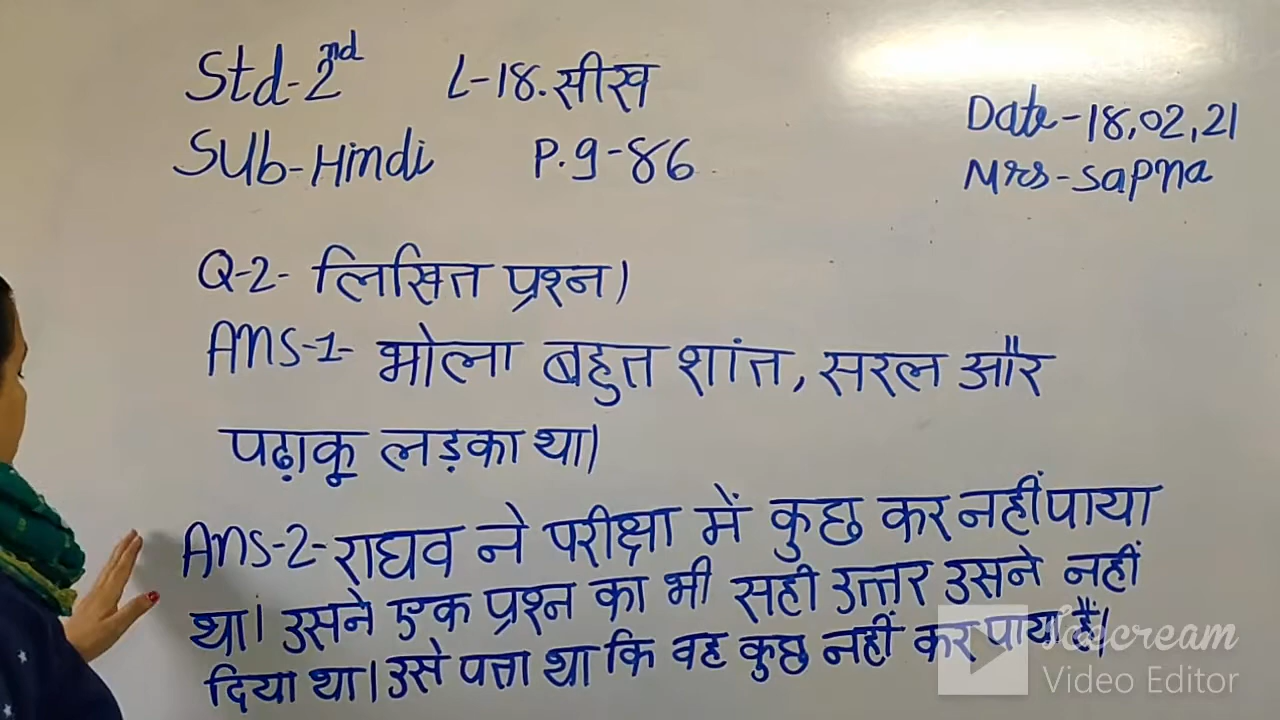 Std-2nd L-18.सीख
Date-18,02,21
Sub-Hindi P.g-86
Mrs-Sapna
Q-2- लिखित प्रश्न।
Ans-1- भोला बहुत शांत, सरल और
पढ़ाकू लड़का था।
Ans-2- राघव ने परीक्षा में कुछ कर नहीं पाया
था। उसने एक प्रश्न का भी सही उत्तर उसने नहीं
दिया था। उसे पता था कि वह कुछ नहीं कर पाया हैं।
Icecream
Video Editor